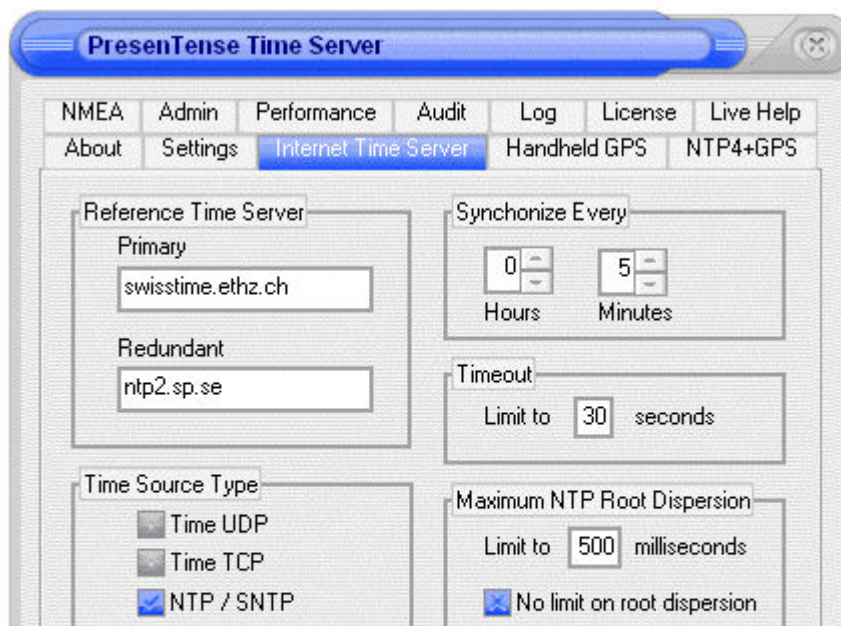 PresenTense Time Server
NMEA Admin Performance Audit Log License Live Help
About Settings Internet Time Server Handheld GPS NTP4+GPS
Reference Time Server
Primary
swisstime.ethz.ch
Redundant
ntp2.sp.se
Synchonize Every
0 5
Hours Minutes
Timeout
Limit to 30 seconds
Time Source Type
Time UDP
Time TCP
NTP / SNTP
Maximum NTP Root Dispersion
Limit to 500 milliseconds
No limit on root dispersion